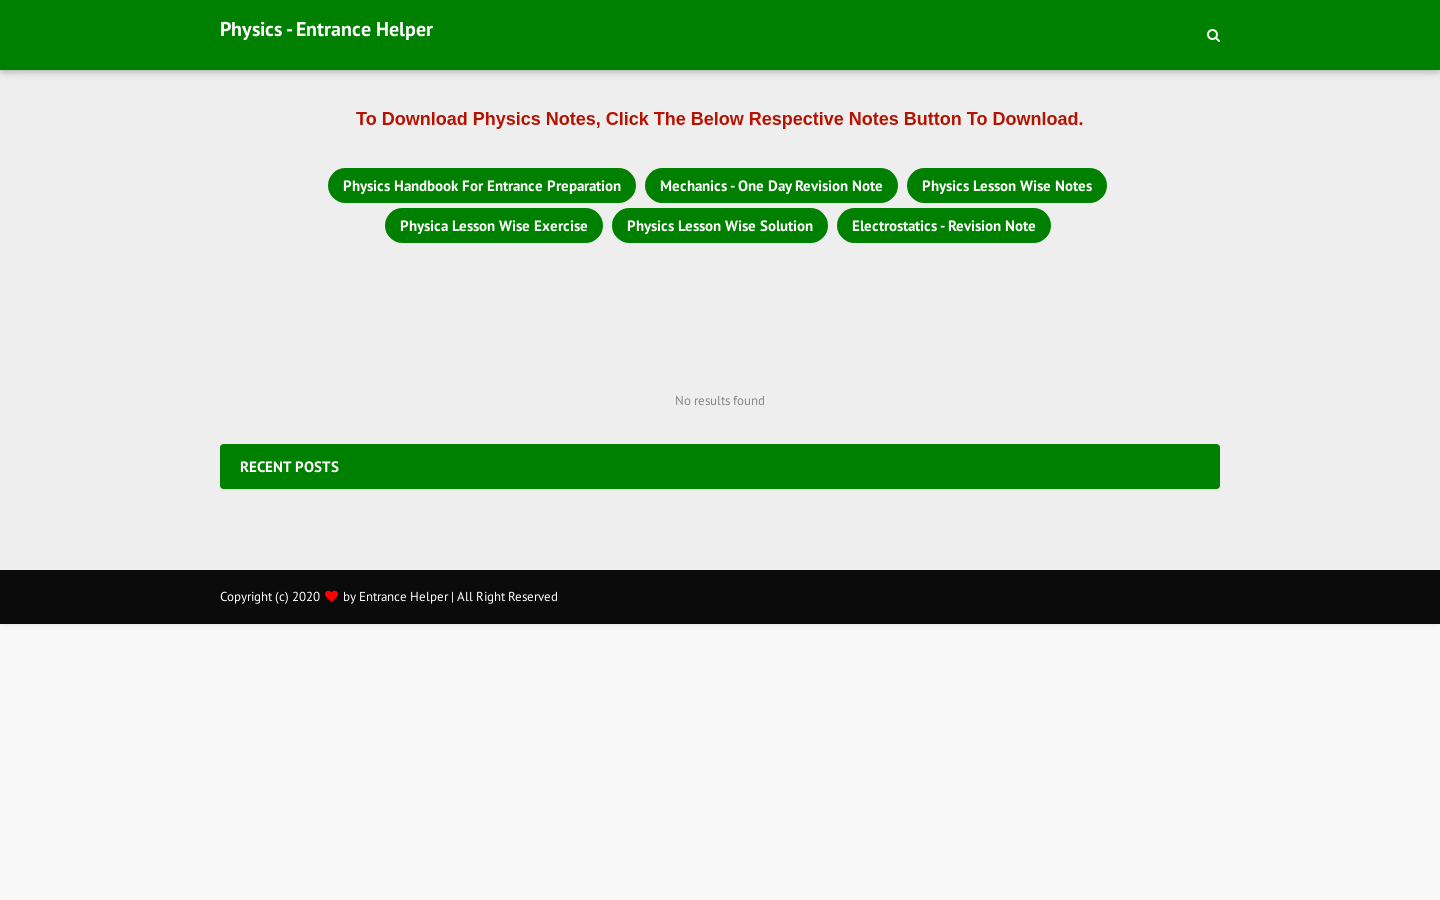 Physics - Entrance Helper
To Download Physics Notes, Click The Below Respective Notes Button To Download.
Physics Handbook For Entrance Preparation Mechanics - One Day Revision Note Physics Lesson Wise Notes
Physica Lesson Wise Exercise Physics Lesson Wise Solution Electrostatics - Revision Note
No results found
RECENT POSTS
Copyright (c) 2020 by Entrance Helper | All Right Reserved